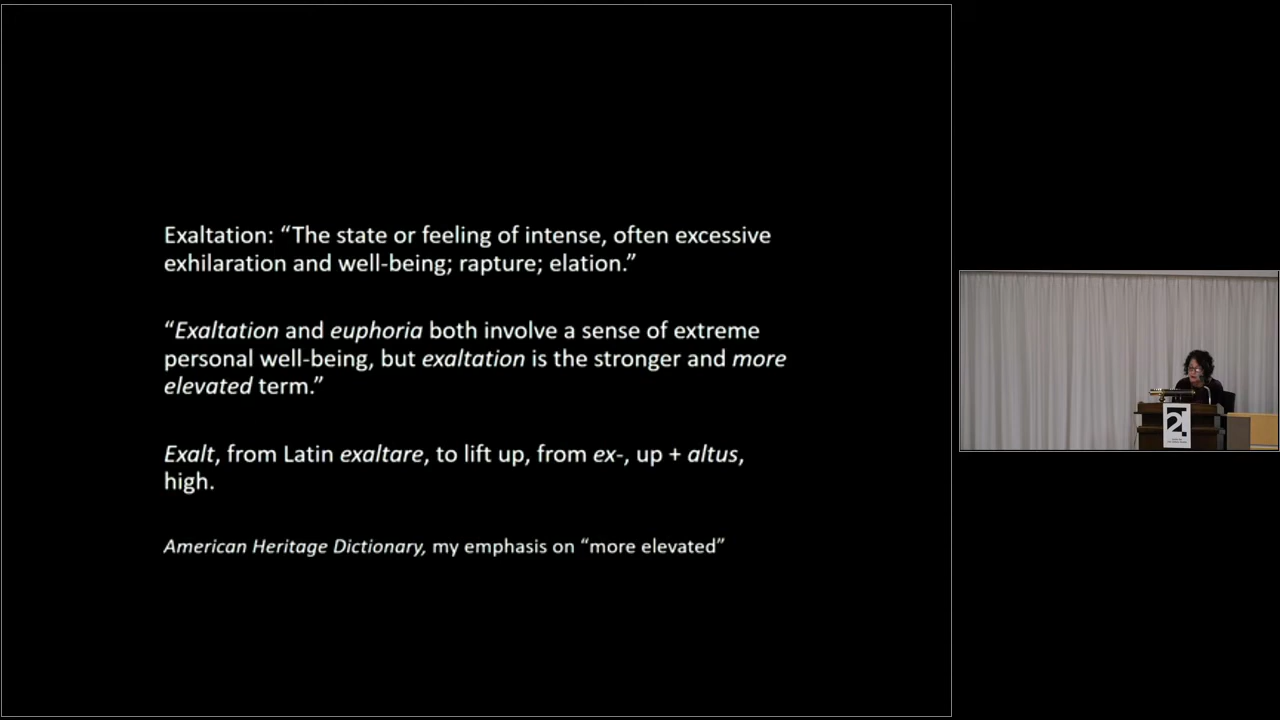 Exaltation: “The state or feeling of intense, often excessive
exhilaration and well-being; rapture; elation.”
“Exaltation and euphoria both involve a sense of extreme
personal well-being, but exaltation is the stronger and more
elevated term.”
Exalt, from Latin exaltare, to lift up, from ex-, up + altus,
high.
American Heritage Dictionary, my emphasis on “more elevated”